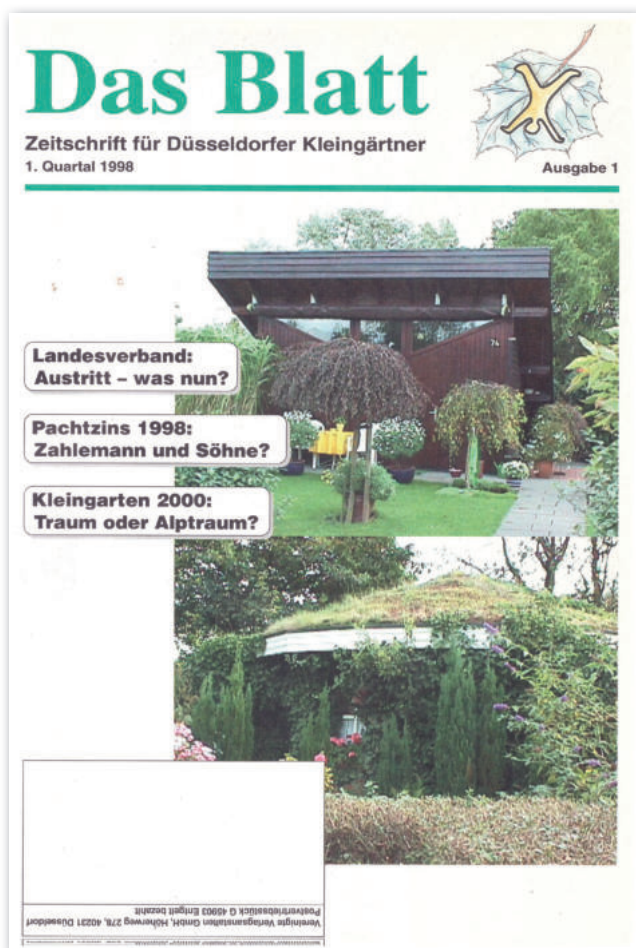 Das Blatt
Zeitschrift für Düsseldorfer Kleingärtner
1. Quartal 1998
Ausgabe 1
74
Landesverband:
Austritt – was nun?
Pachtzins 1998:
Zahlemann und Söhne?
Kleingarten 2000:
Traum oder Alptraum?
Vereinigte Verlagsanstalten GmbH, Höherweg 278, 40231 Düsseldorf
Postvertriebsstück G 45903 Entgelt bezahlt